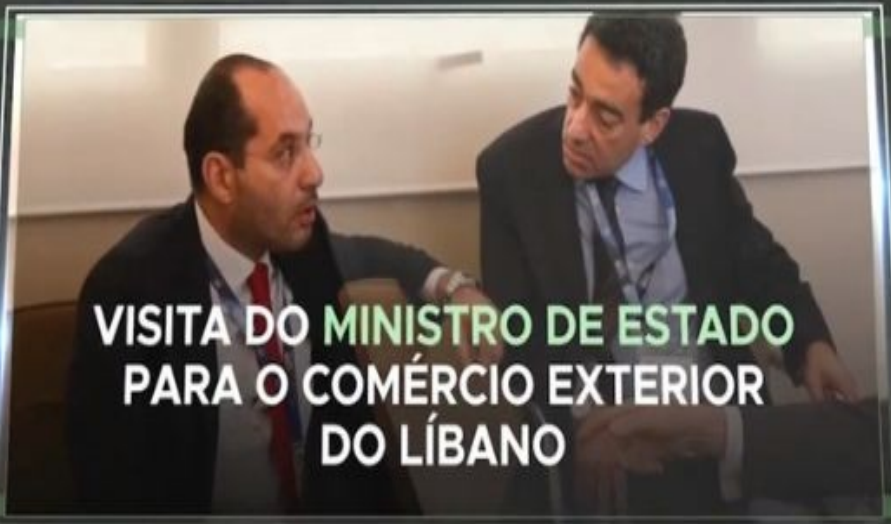 VISITA DO MINISTRO DE ESTADO
PARA O COMÉRCIO EXTERIOR
DO LÍBANO